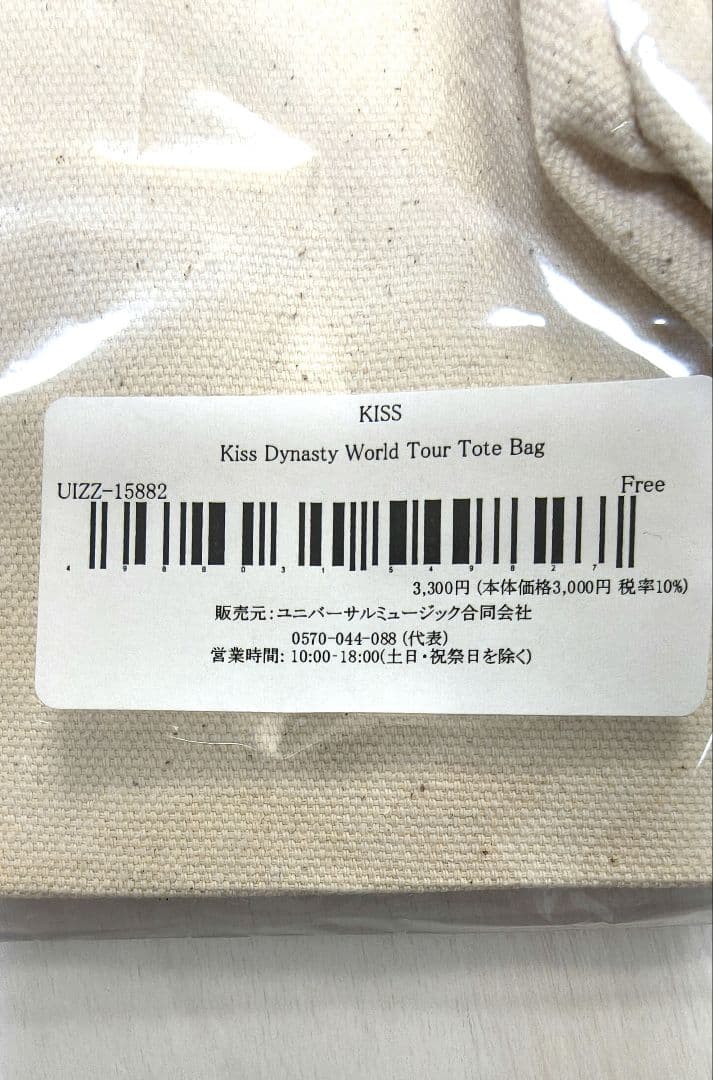 KISS
Kiss Dynasty World Tour Tote Bag
UIZZ-15882 Free
4 988031 549827
3,300円 (本体価格3,000円 税率10%)
販売元: ユニバーサルミュージック合同会社
0570-044-088 (代表)
営業時間: 10:00-18:00(土日・祝祭日を除く)